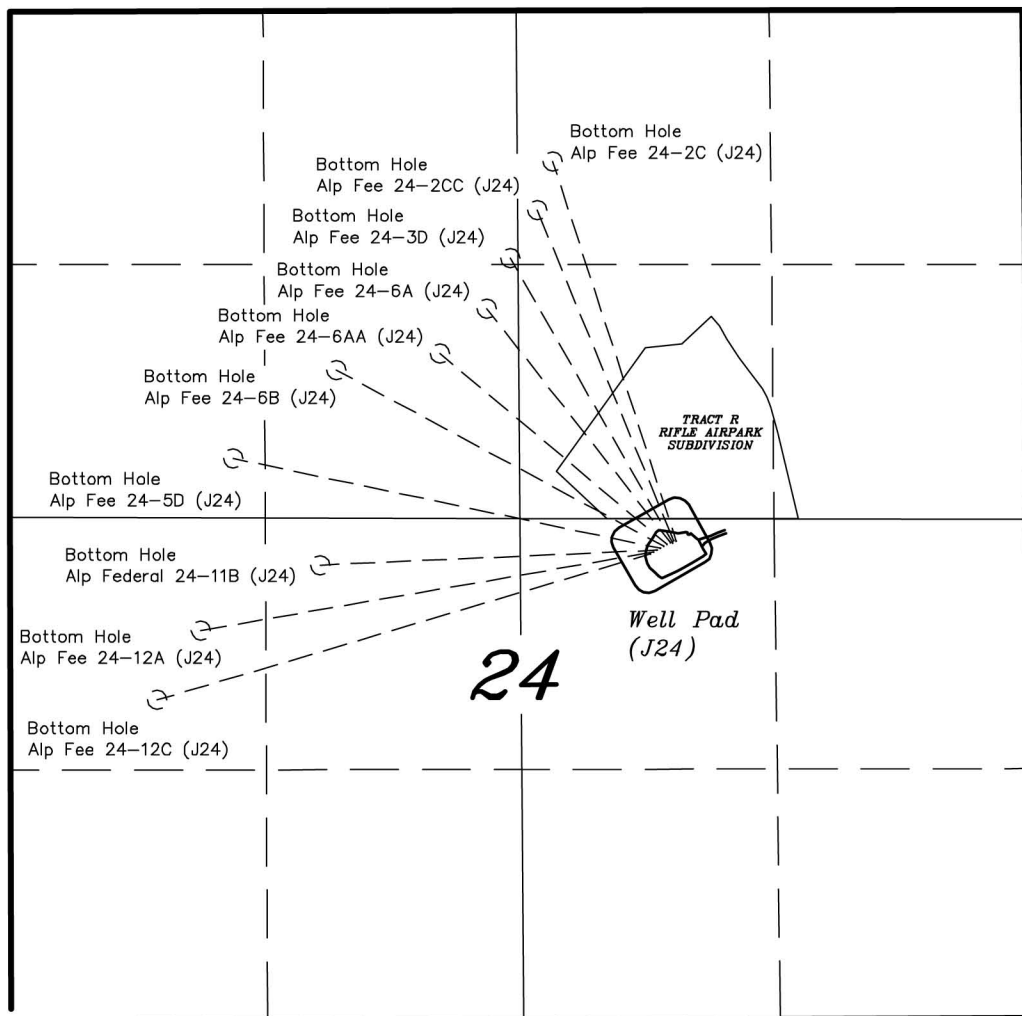 Bottom Hole
Alp Fee 24-2C (J24)
Bottom Hole
Alp Fee 24-2CC (J24)
Bottom Hole
Alp Fee 24-3D (J24)
Bottom Hole
Alp Fee 24-6A (J24)
Bottom Hole
Alp Fee 24-6AA (J24)
Bottom Hole
Alp Fee 24-6B (J24)
TRACT R
RIFLE AIRPARK
SUBDIVISION
Bottom Hole
Alp Fee 24-5D (J24)
Bottom Hole
Alp Federal 24-11B (J24)
Well Pad
(J24)
Bottom Hole
Alp Fee 24-12A (J24)
24
Bottom Hole
Alp Fee 24-12C (J24)